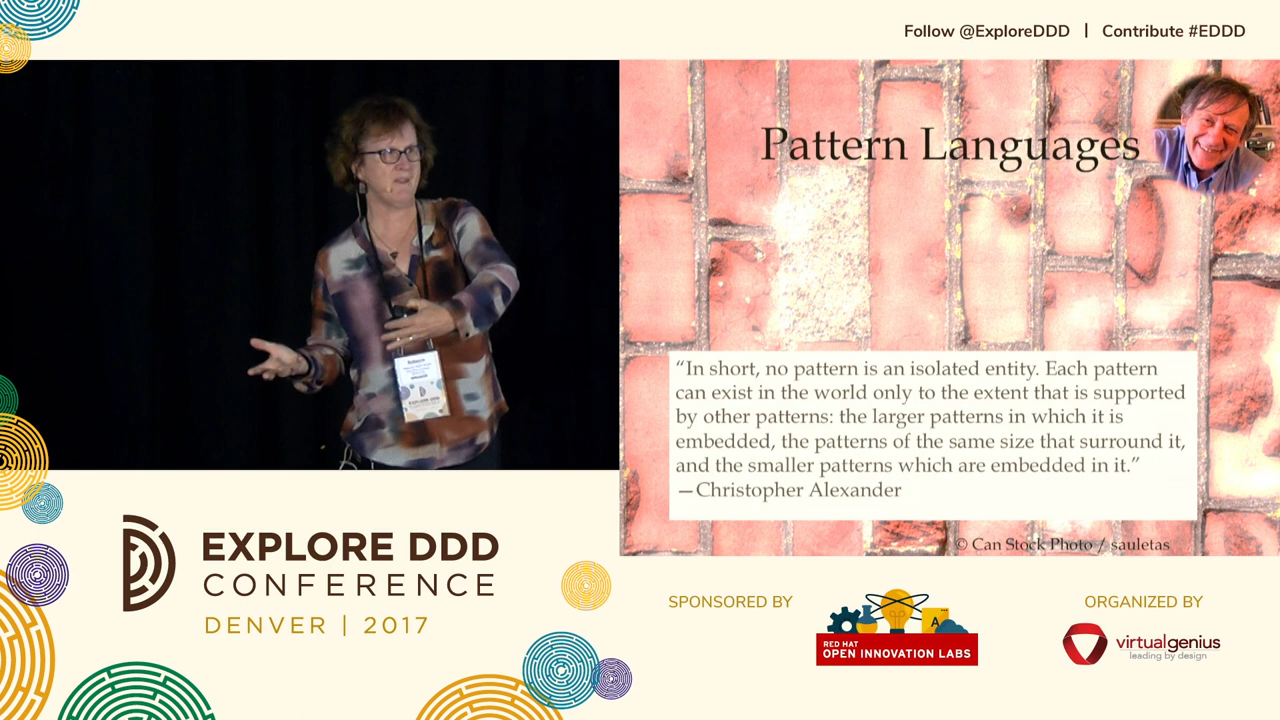 Follow @ExploreDDD | Contribute #EDDD
Pattern Languages
“In short, no pattern is an isolated entity. Each pattern
can exist in the world only to the extent that is supported
by other patterns: the larger patterns in which it is
embedded, the patterns of the same size that surround it,
and the smaller patterns which are embedded in it.”
—Christopher Alexander
© Can Stock Photo / sauletas
EXPLORE DDD
CONFERENCE
DENVER | 2017
SPONSORED BY
RED HAT
OPEN INNOVATION LABS
A
ORGANIZED BY
virtualgenius
leading by design